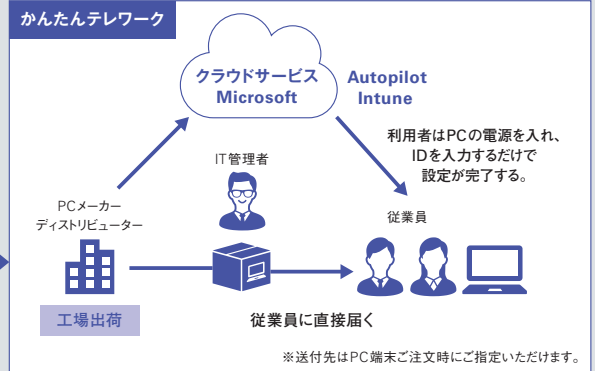 かんたんテレワーク
クラウドサービス
Microsoft
Autopilot
Intune
利用者はPCの電源を入れ、
IDを入力するだけで
設定が完了する。
IT管理者
PCメーカー
ディストリビューター
従業員
工場出荷
従業員に直接届く
※送付先はPC端末ご注文時にご指定いただけます。